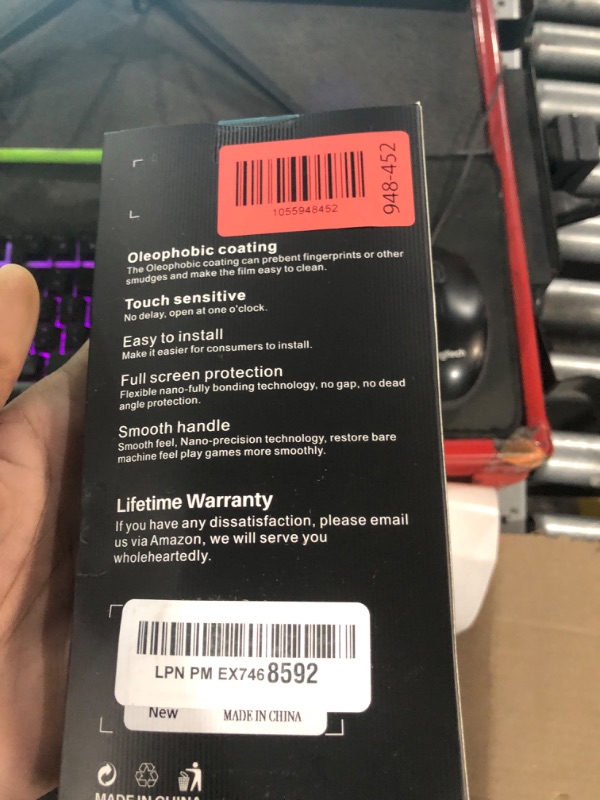 1055948452
948-452
Oleophobic coating
The Oleophobic coating can prebent fingerprints or other
smudges and make the film easy to clean.
Touch sensitive
No delay, open at one o'clock.
Easy to install
Make it easier for consumers to install.
Full screen protection
Flexible nano-fully bonding technology, no gap, no dead
angle protection.
Smooth handle
Smooth feel, Nano-precision technology, restore bare
machine feel play games more smoothly.
Lifetime Warranty
If you have any dissatisfaction, please email
us via Amazon, we will serve you
wholeheartedly.
LPN PM EX7468592
New MADE IN CHINA
MADE IN CHINA